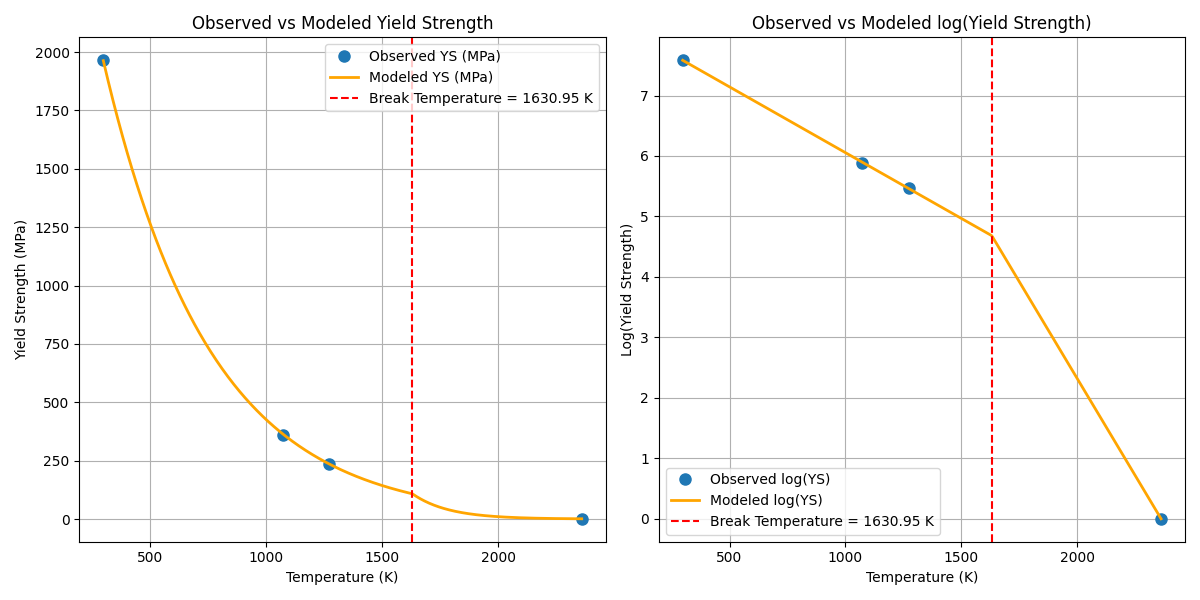 Observed vs Modeled Yield Strength
Observed YS (MPa)
Modeled YS (MPa)
Break Temperature = 1630.95 K
Yield Strength (MPa)
2000
1750
1500
1250
1000
750
500
250
0
500
1000
1500
2000
Temperature (K)
Observed vs Modeled log(Yield Strength)
Log(Yield Strength)
7
6
5
4
3
2
1
0
Observed log(YS)
Modeled log(YS)
Break Temperature = 1630.95 K
500
1000
1500
2000
Temperature (K)